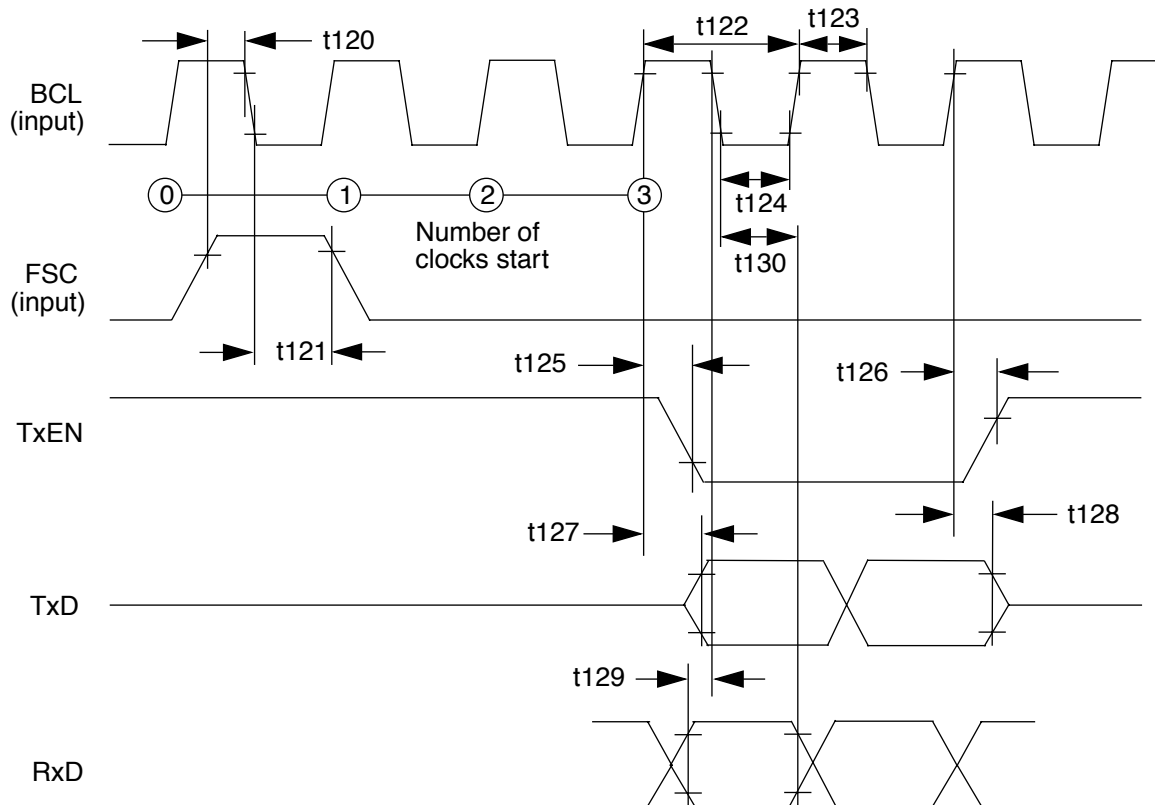 t122
t123
t120
BCL
(input)
0
1
2
3
t124
Number of
clocks start
t130
FSC
(input)
t121
t125
t126
TxEN
t127
t128
TxD
t129
RxD